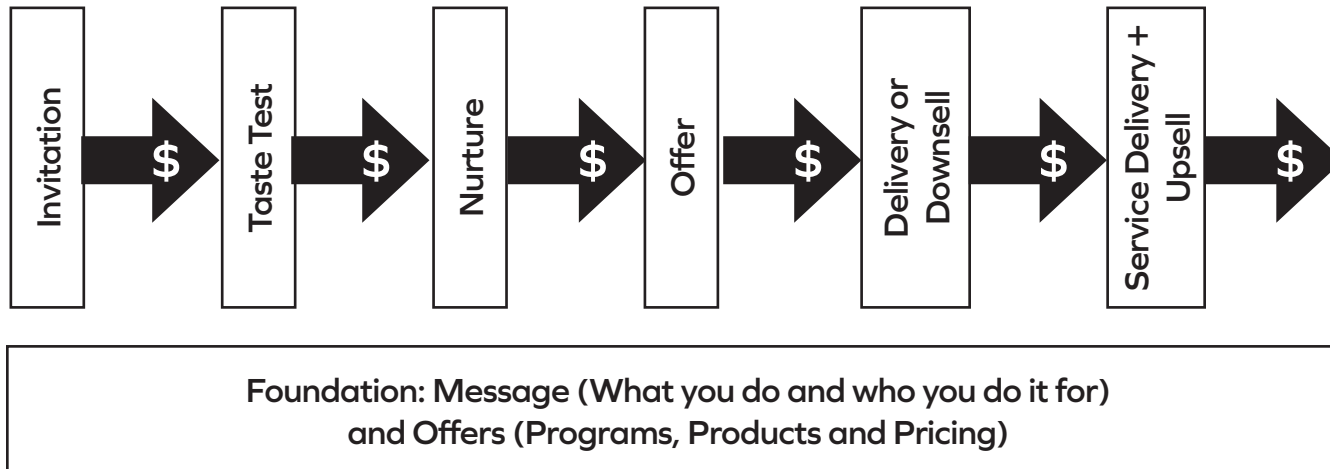 Invitation
$
Taste Test
$
Nurture
$
Offer
$
Delivery or
Downsell
$
Service Delivery +
Upsell
$
Foundation: Message (What you do and who you do it for)
and Offers (Programs, Products and Pricing)